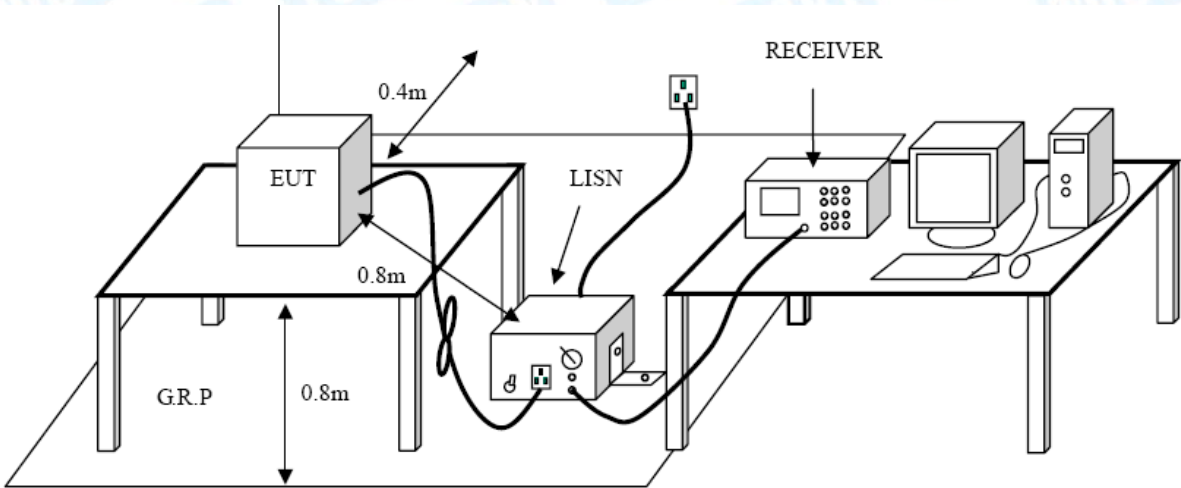 RECEIVER
0.4m
EUT
LISN
0.8m
G.R.P
0.8m